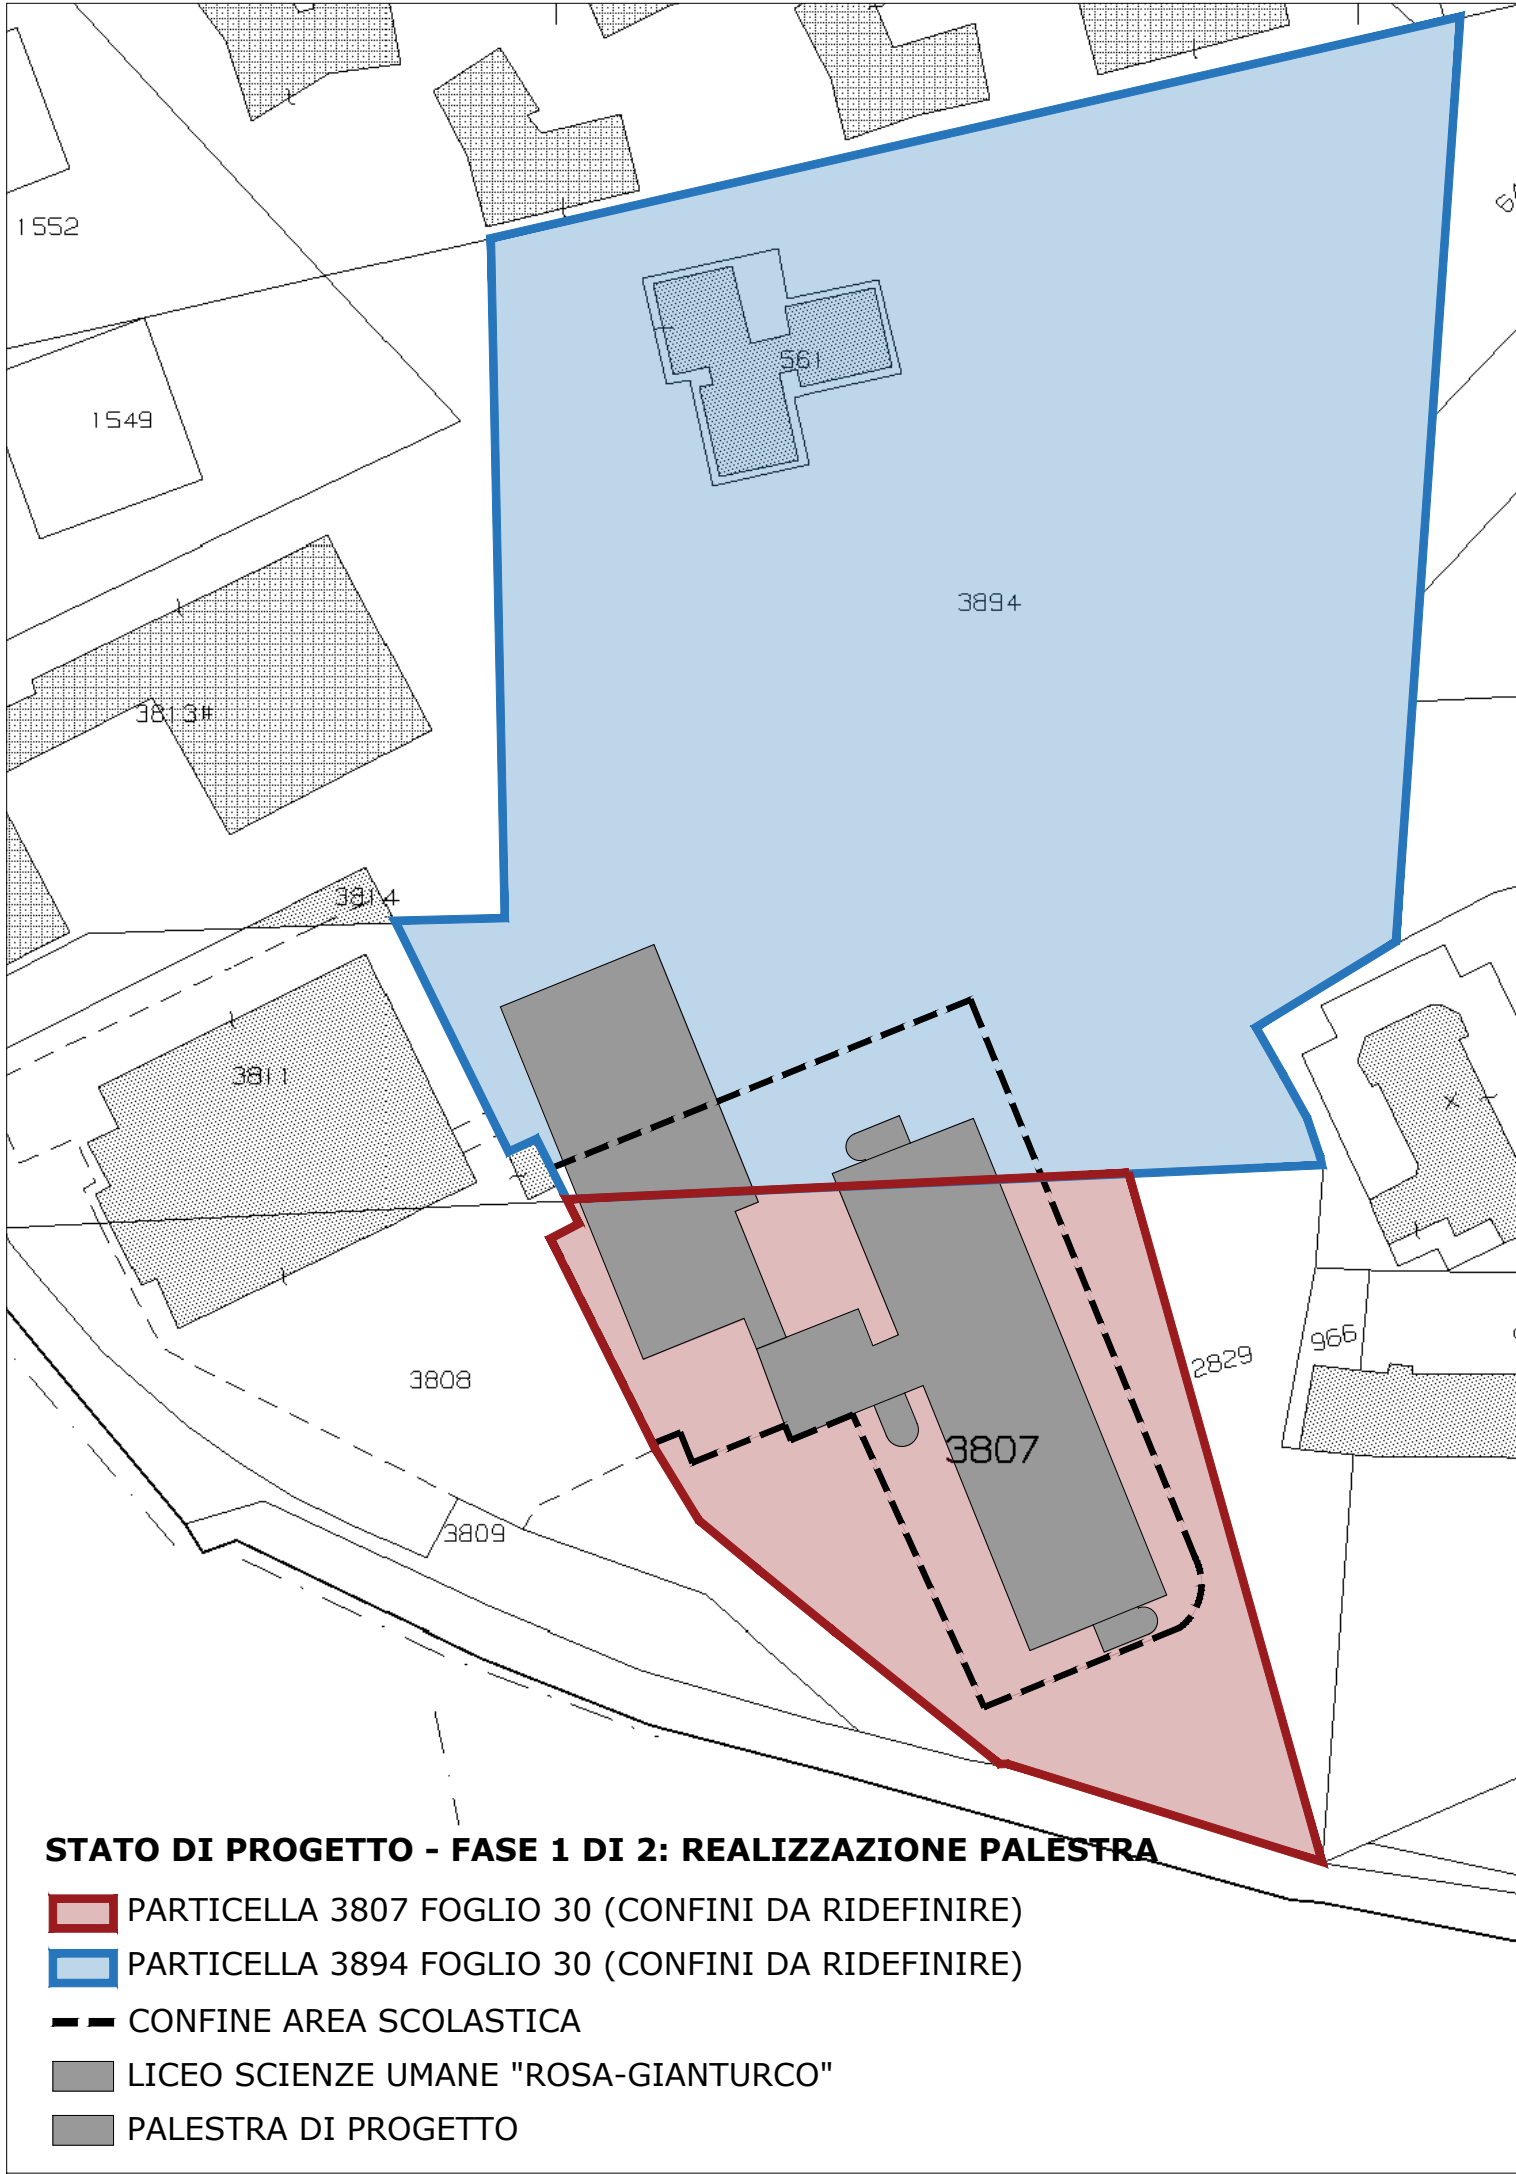 1552
561
1549
3894
3813#
3814
3811
966
2829
3808
3807
3809
STATO DI PROGETTO - FASE 1 DI 2: REALIZZAZIONE PALESTRA
PARTICELLA 3807 FOGLIO 30 (CONFINI DA RIDEFINIRE)
PARTICELLA 3894 FOGLIO 30 (CONFINI DA RIDEFINIRE)
CONFINE AREA SCOLASTICA
LICEO SCIENZE UMANE "ROSA-GIANTURCO"
PALESTRA DI PROGETTO